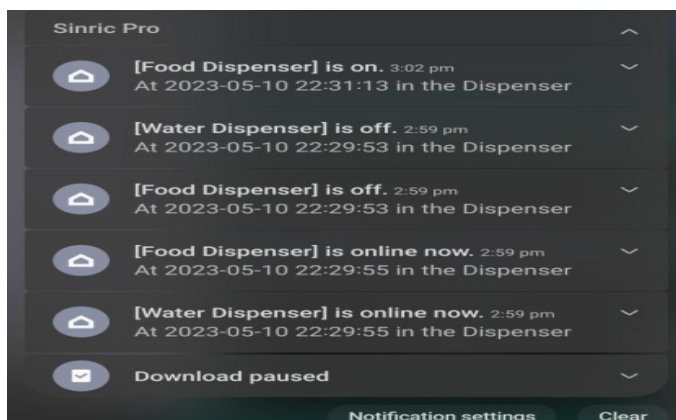 Sinric Pro
[Food Dispenser] is on. 3:02 pm
At 2023-05-10 22:31:13 in the Dispenser
[Water Dispenser] is off. 2:59 pm
At 2023-05-10 22:29:53 in the Dispenser
[Food Dispenser] is off. 2:59 pm
At 2023-05-10 22:29:53 in the Dispenser
[Food Dispenser] is online now. 2:59 pm
At 2023-05-10 22:29:55 in the Dispenser
[Water Dispenser] is online now. 2:59 pm
At 2023-05-10 22:29:55 in the Dispenser
Download paused
Notification settings Clear